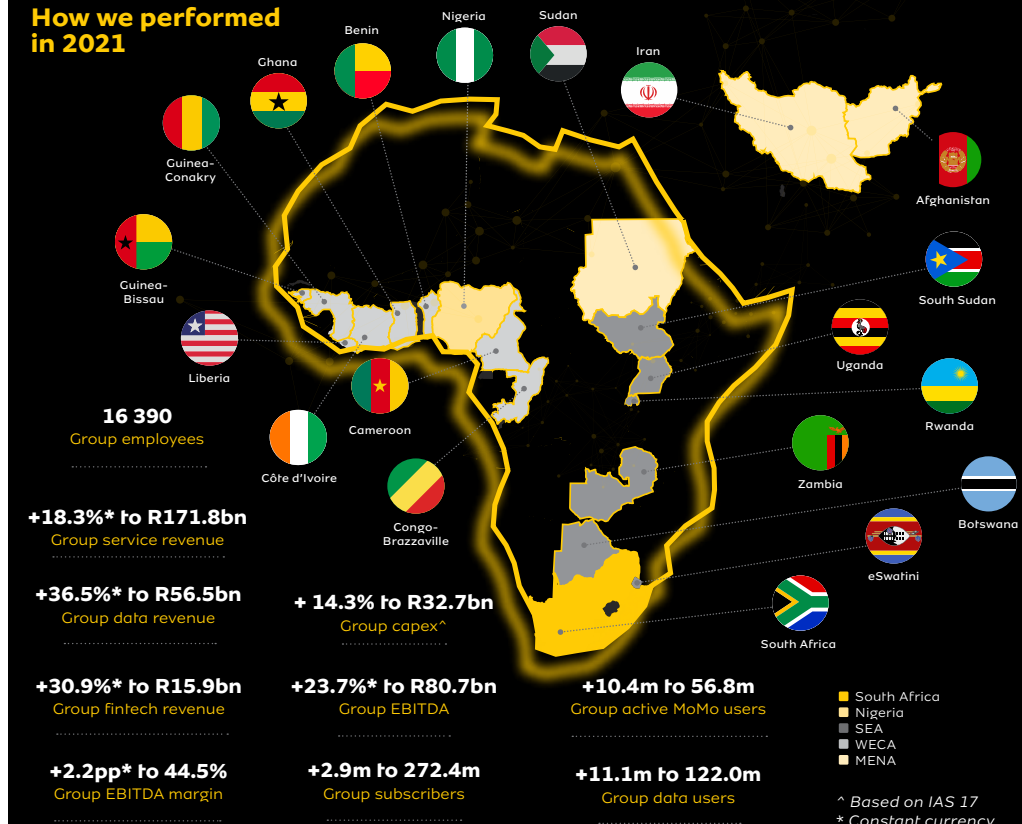 How we performed
in 2021
Benin
Nigeria
Sudan
Iran
Ghana
Guinea-
Conakry
Afghanistan
Guinea-
Bissau
South Sudan
Liberia
Uganda
16 390
Group employees
Cameroon
Rwanda
Côte d'Ivoire
Zambia
Congo-
Brazzaville
Botswana
+18.3%* to R171.8bn
Group service revenue
eSwatini
+36.5%* to R56.5bn
Group data revenue
+ 14.3% to R32.7bn
Group capex^
South Africa
+30.9%* to R15.9bn
Group fintech revenue
+23.7%* to R80.7bn
Group EBITDA
+10.4m to 56.8m
Group active MoMo users
+2.2pp* to 44.5%
Group EBITDA margin
+2.9m to 272.4m
Group subscribers
+11.1m to 122.0m
Group data users
South Africa
Nigeria
SEA
WECA
MENA
^ Based on IAS 17
* Constant currency